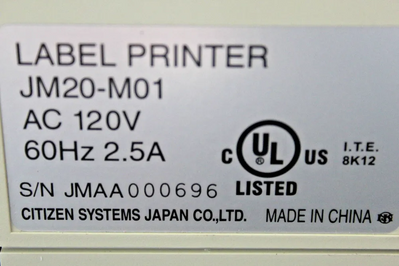 LABEL PRINTER
JM20-M01
AC 120V
60Hz 2.5A
C UL® US I.T.E.
8K12
LISTED
S/N JMAA000696
CITIZEN SYSTEMS JAPAN CO.,LTD. MADE IN CHINA